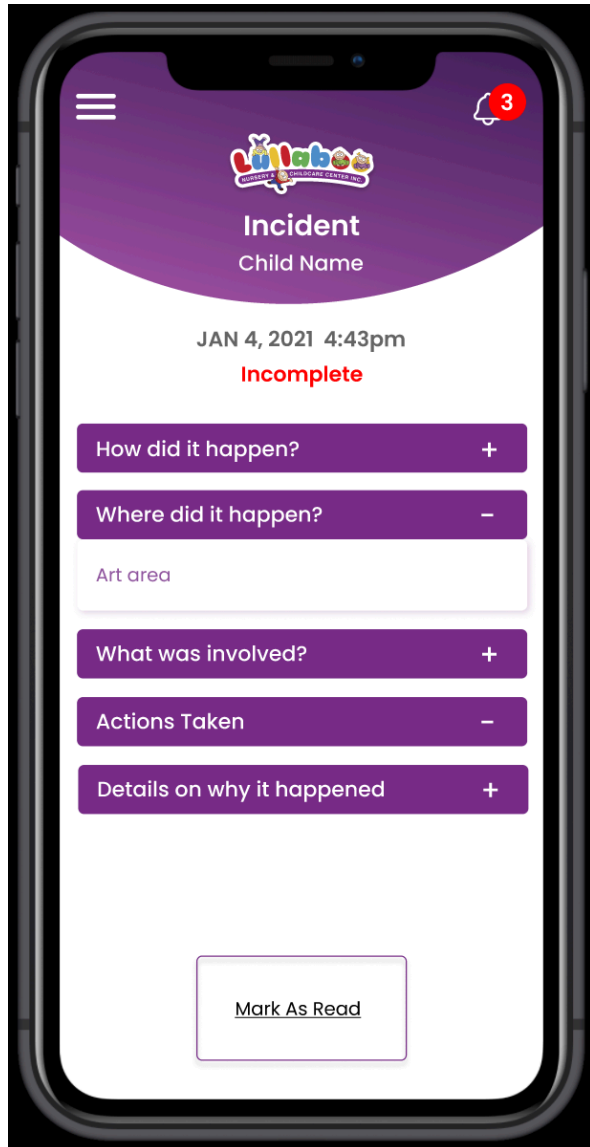 3
Lullaboo
NURSERY & CHILDCARE CENTER INC.
Incident
Child Name
JAN 4, 2021 4:43pm
Incomplete
How did it happen? +
Where did it happen? −
Art area
What was involved? +
Actions Taken −
Details on why it happened +
Mark As Read